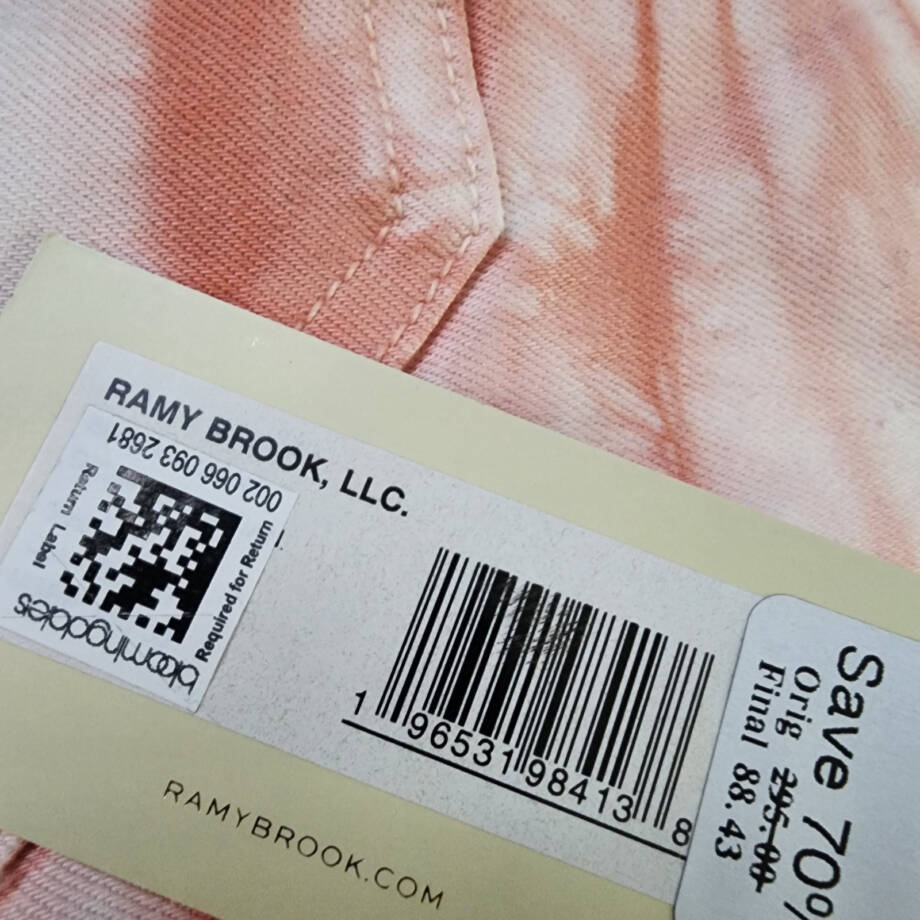 RAMY BROOK, LLC.
002 066 093 2681
Return Label
Required for Return
bloomingdales
1 96531 98413 8
RAMYBROOK.COM
Save 70%
Orig 295.00
Final 88.43